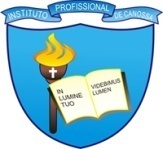 INSTITUTO PROFISSIONAL DE CANOSSA
IN
LUMINE
TUO
VIDEBIMUS
LUMEN